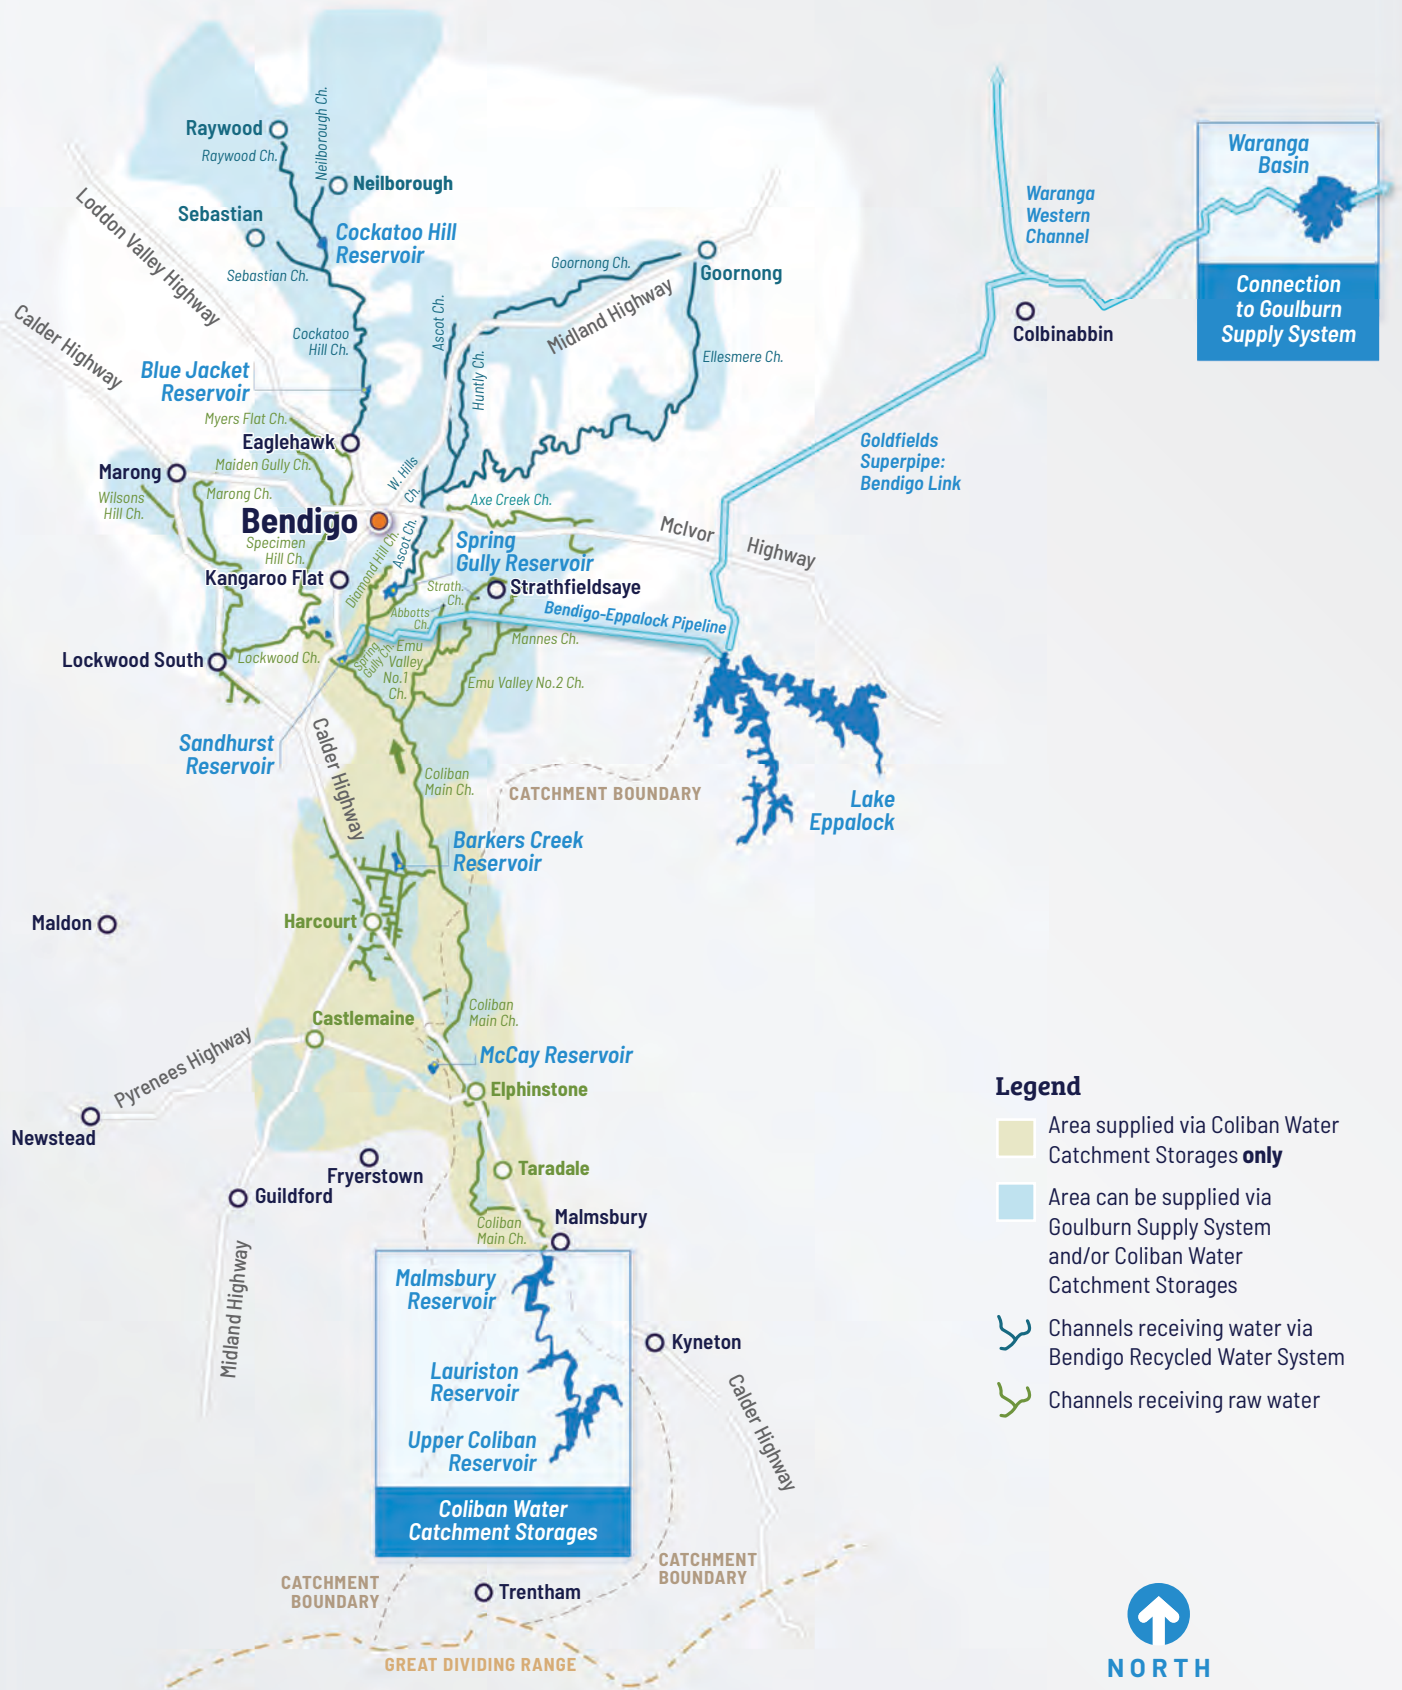 Raywood
Raywood Ch.
Neilborough Ch.
Neilborough
Sebastian
Sebastian Ch.
Cockatoo Hill
Reservoir
Loddon Valley Highway
Calder Highway
Cockatoo
Hill Ch.
Ascot Ch.
Huntly Ch.
Goornong Ch.
Goornong
Midland Highway
Ellesmere Ch.
Waranga
Western
Channel
Waranga
Basin
Connection
to Goulburn
Supply System
Colbinabbin
Blue Jacket
Reservoir
Myers Flat Ch.
Eaglehawk
Maiden Gully Ch.
Marong
Marong Ch.
Wilsons
Hill Ch.
W. Hills
Ch.
Goldfields
Superpipe:
Bendigo Link
Bendigo
Axe Creek Ch.
McIvor
Highway
Specimen
Hill Ch.
Diamond Hill Ch.
Ascot Ch.
Spring
Gully Reservoir
Kangaroo Flat
Strath.
Ch.
Strathfieldsaye
Abbotts
Ch.
Bendigo-Eppalock Pipeline
Mannes Ch.
Lockwood South
Lockwood Ch.
Spring
Gully Ch.
Emu
Valley
No.1
Ch.
Emu Valley No.2 Ch.
Sandhurst
Reservoir
Calder Highway
Coliban
Main Ch.
CATCHMENT BOUNDARY
Lake
Eppalock
Barkers Creek
Reservoir
Maldon
Harcourt
Castlemaine
Coliban
Main Ch.
Pyrenees Highway
McCay Reservoir
Elphinstone
Newstead
Fryerstown
Taradale
Guildford
Malmsbury
Coliban
Main Ch.
Midland Highway
Malmsbury
Reservoir
Lauriston
Reservoir
Upper Coliban
Reservoir
Coliban Water
Catchment Storages
Kyneton
Calder Highway
CATCHMENT
BOUNDARY
CATCHMENT
BOUNDARY
Trentham
GREAT DIVIDING RANGE
Legend
Area supplied via Coliban Water
Catchment Storages only
Area can be supplied via
Goulburn Supply System
and/or Coliban Water
Catchment Storages
Channels receiving water via
Bendigo Recycled Water System
Channels receiving raw water
NORTH